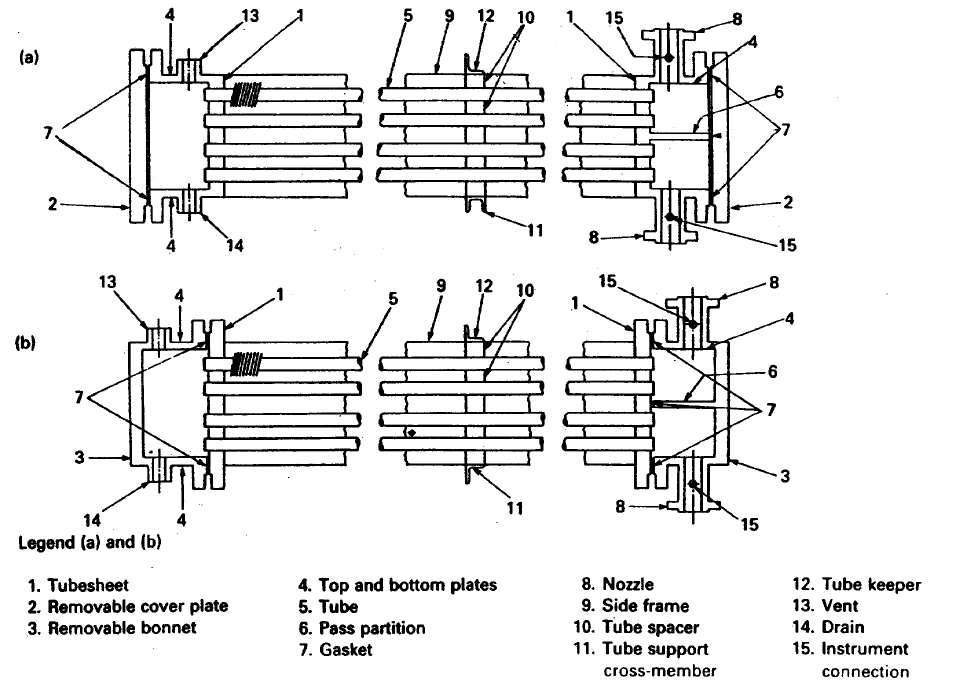 4 13 1 5 9 12 10 1 15 8
(a)
4
6
7 7
2 2
4 14 11 8 15
13 4 1 5 9 12 10 1 15 8
(b)
4
6
7 7
3 3
14 4 11 8 15
Legend (a) and (b)
1. Tubesheet
2. Removable cover plate
3. Removable bonnet
4. Top and bottom plates
5. Tube
6. Pass partition
7. Gasket
8. Nozzle
9. Side frame
10. Tube spacer
11. Tube support
cross-member
12. Tube keeper
13. Vent
14. Drain
15. Instrument
connection